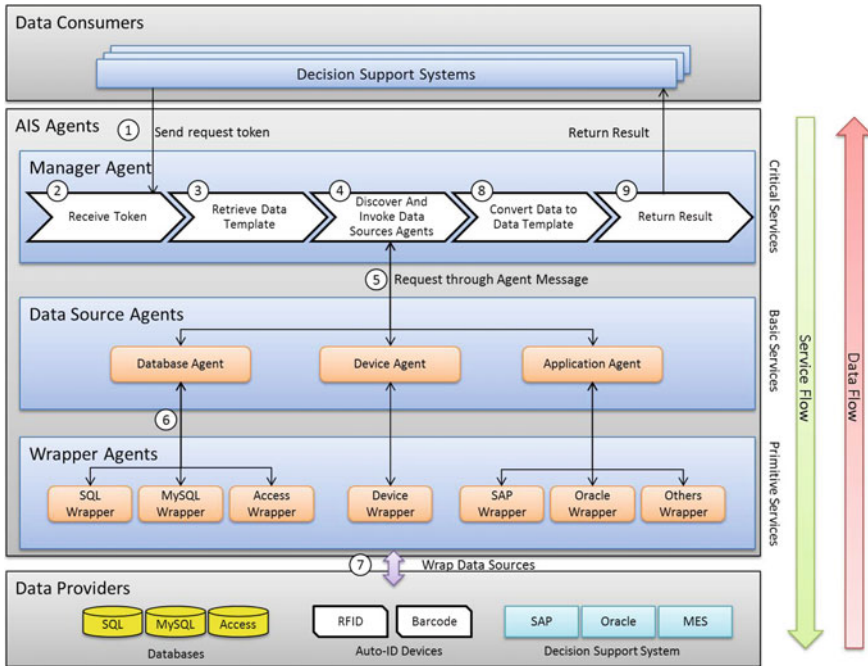 Data Consumers
Decision Support Systems
AIS Agents
1
Send request token
Return Result
Manager Agent
2
Receive Token
3
Retrieve Data
Template
4
Discover And
Invoke Data
Sources Agents
8
Convert Data to
Data Template
9
Return Result
Critical Services
5
Request through Agent Message
Data Source Agents
Database Agent
Device Agent
Application Agent
Basic Services
6
Wrapper Agents
SQL
Wrapper
MySQL
Wrapper
Access
Wrapper
Device
Wrapper
SAP
Wrapper
Oracle
Wrapper
Others
Wrapper
Primitive Services
7
Wrap Data Sources
Data Providers
SQL
MySQL
Access
Databases
RFID
Barcode
Auto-ID Devices
SAP
Oracle
MES
Decision Support System
Service Flow
Data Flow